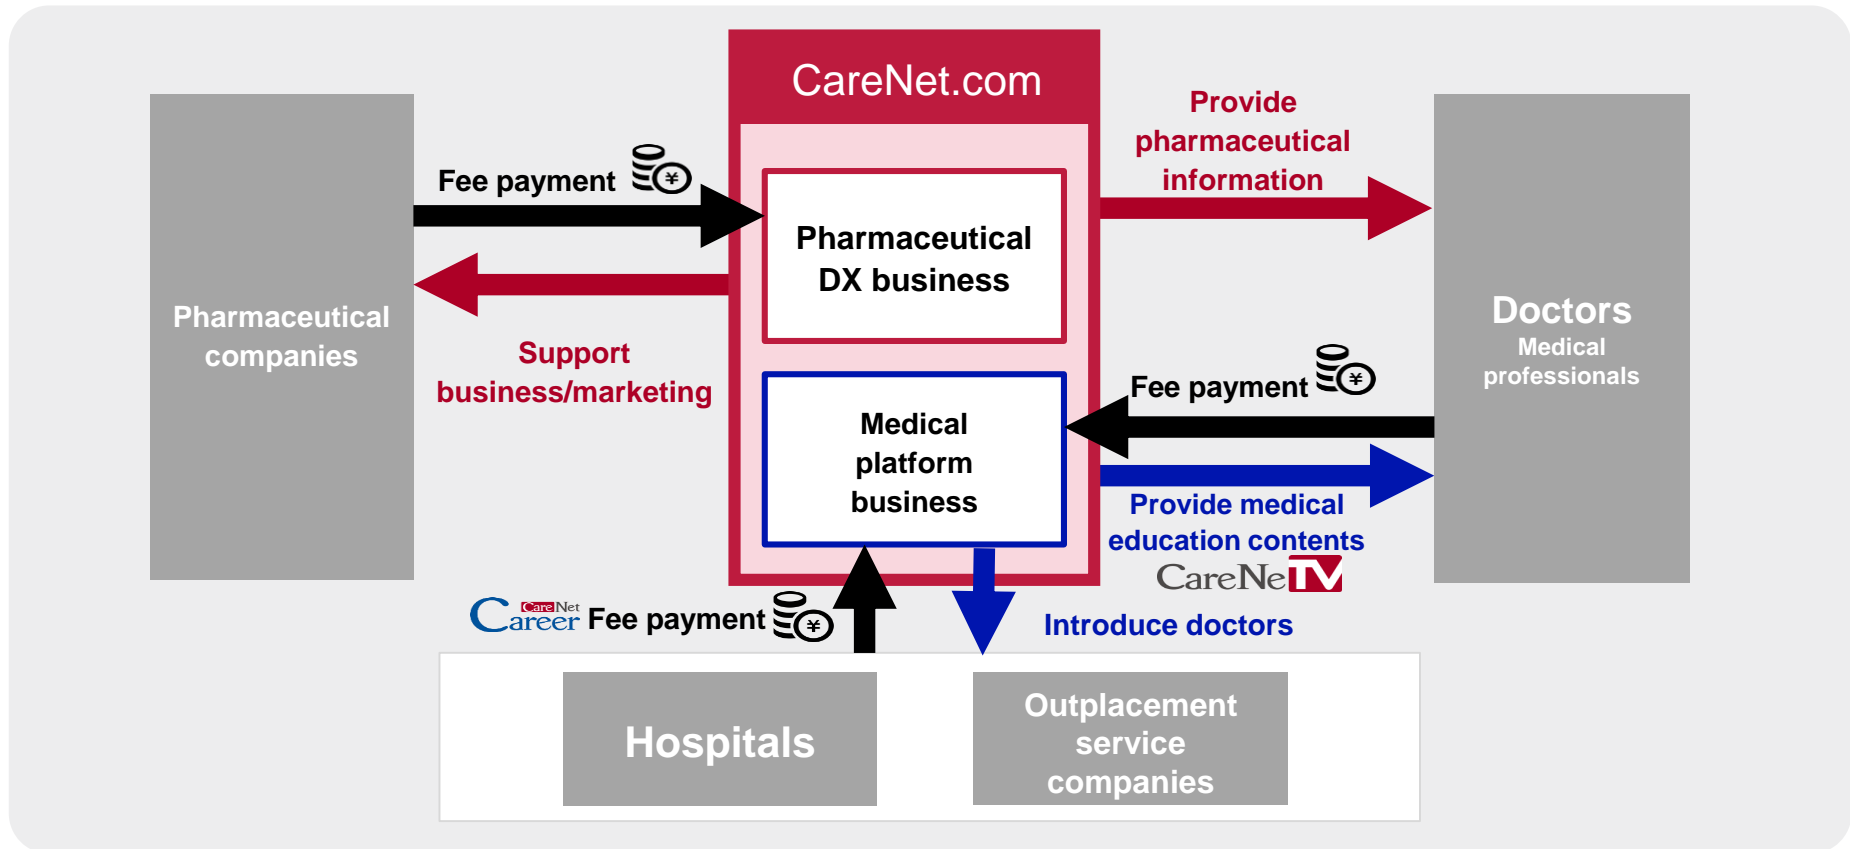 CareNet.com
Pharmaceutical
companies
Fee payment
¥
Support
business/marketing
Pharmaceutical
DX business
Medical
platform
business
Provide
pharmaceutical
information
Doctors
Medical
professionals
Fee payment
¥
Provide medical
education contents
CareNeTV
CareNet
Career
Fee payment
¥
Introduce doctors
Hospitals
Outplacement
service
companies